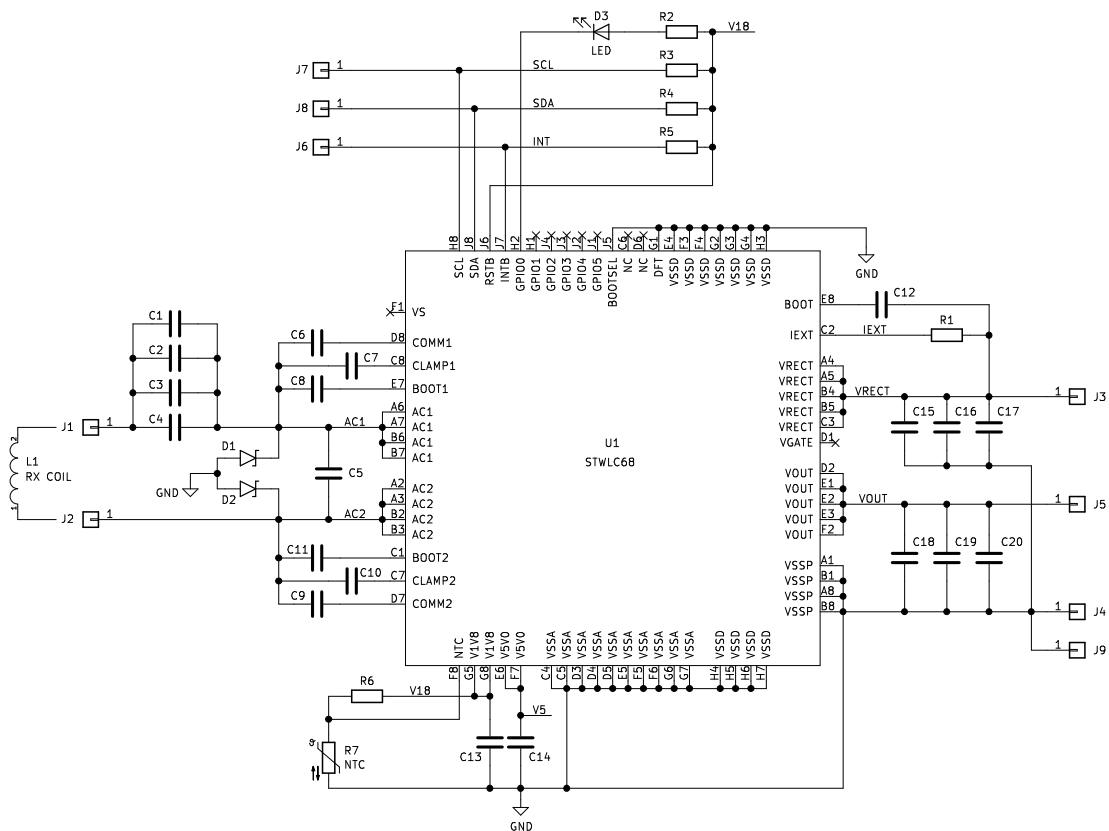 D3
R2
V18
LED
R3
J7 1 SCL
R4
J8 1 SDA
R5
J6 1 INT
H8 J8 J6 J7 H2 H1 J4 J3 J2 J1 J5 C6 D6 G1 E4 F3 F4 G2 G3 G4 H3
SCL SDA RSTB INTB GPIO0 GPIO1 GPIO2 GPIO3 GPIO4 GPIO5 BOOTSEL NC NC DFT VSSD VSSD VSSD VSSD VSSD VSSD VSSD
GND
F1 VS
BOOT E8 C12
C1
IEXT C2 IEXT R1
C6 D8 COMM1
C2
C7 C8 CLAMP1
VRECT A4
C3
C8 E7 BOOT1
VRECT A5
VRECT B4 VRECT 1 J3
A6 AC1
VRECT B5
C15 C16 C17
C4
J1 1 AC1 A7 AC1
VRECT C3
B6 AC1
VGATE D1
D1
B7 AC1
U1
STWLC68
L1
RX COIL
2
1
C5
GND
D2
VOUT D2
A2 AC2
VOUT E1
A3 AC2
VOUT E2 VOUT 1 J5
J2 1 AC2 B2 AC2
VOUT E3
B3 AC2
VOUT F2
C18 C19 C20
C11 C1 BOOT2
VSSP A1
C10 C7 CLAMP2
VSSP B1
C9 D7 COMM2
VSSP A8
VSSP B8 1 J4
1 J9
NTC V1V8 V1V8 V5V0 V5V0 VSSA VSSA VSSA VSSA VSSA VSSA VSSA VSSA VSSA VSSA VSSD VSSD VSSD VSSD
F8 G5 G8 E6 F7 C4 C5 D3 D4 D5 E5 F5 F6 G6 G7 H4 H5 H6 H7
R6 V18
V5
ϑ
R7
NTC
C13 C14
GND